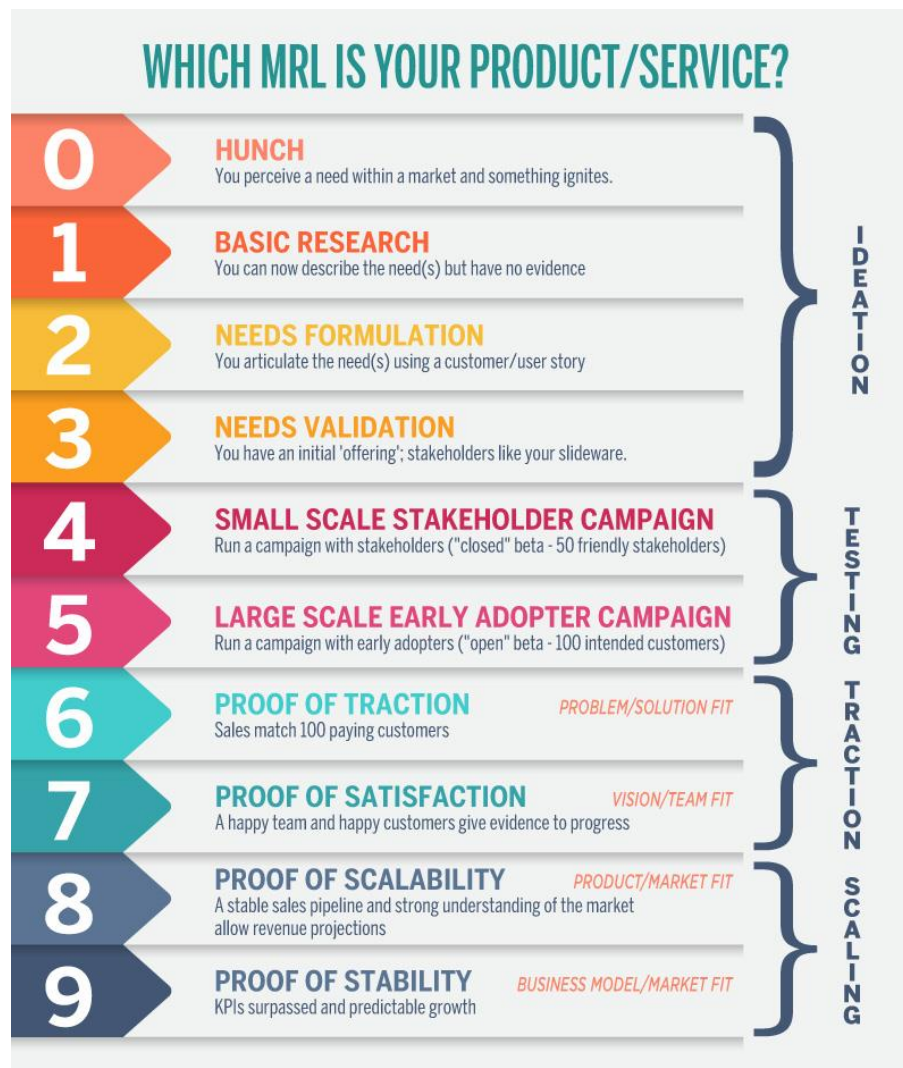 WHICH MRL IS YOUR PRODUCT/SERVICE?
0
HUNCH
You perceive a need within a market and something ignites.
1
BASIC RESEARCH
You can now describe the need(s) but have no evidence
2
NEEDS FORMULATION
You articulate the need(s) using a customer/user story
3
NEEDS VALIDATION
You have an initial 'offering'; stakeholders like your slideware.
IDEATION
4
SMALL SCALE STAKEHOLDER CAMPAIGN
Run a campaign with stakeholders ("closed" beta - 50 friendly stakeholders)
5
LARGE SCALE EARLY ADOPTER CAMPAIGN
Run a campaign with early adopters ("open" beta - 100 intended customers)
TESTING
6
PROOF OF TRACTION PROBLEM/SOLUTION FIT
Sales match 100 paying customers
7
PROOF OF SATISFACTION VISION/TEAM FIT
A happy team and happy customers give evidence to progress
TRACTION
8
PROOF OF SCALABILITY PRODUCT/MARKET FIT
A stable sales pipeline and strong understanding of the market
allow revenue projections
9
PROOF OF STABILITY BUSINESS MODEL/MARKET FIT
KPIs surpassed and predictable growth
SCALING